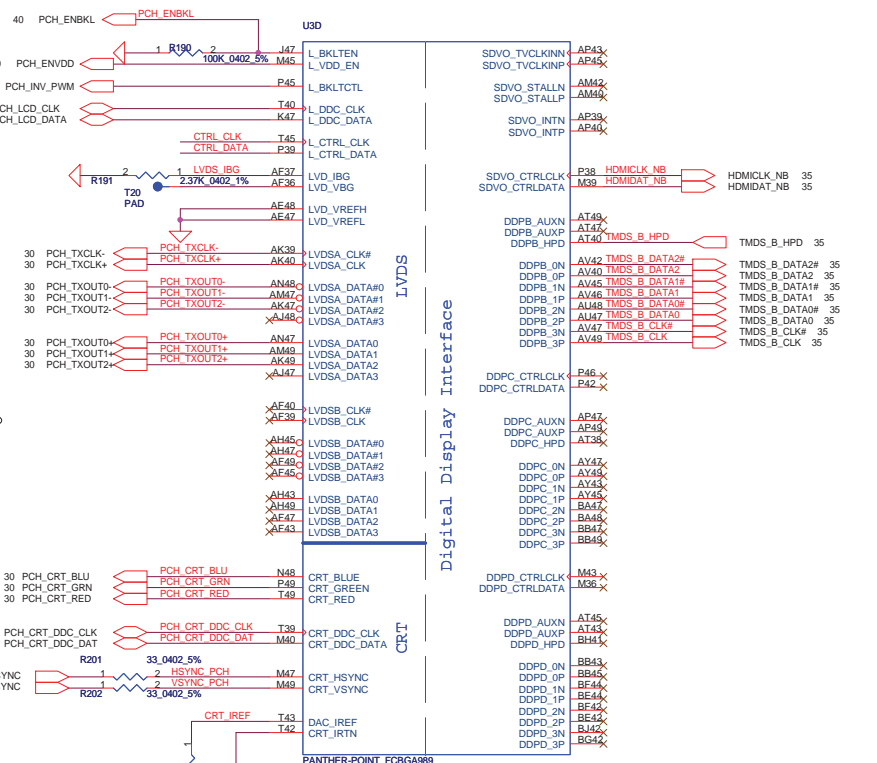 40 PCH_ENBKL PCH_ENBKL
U3D
1 R190 2 J47 L_BKLTEN SDVO_TVCLKINN AP43
PCH_ENVDD 100K_0402_5% M45 L_VDD_EN SDVO_TVCLKINP AP45
PCH_INV_PWM P45 L_BKLTCTL SDVO_STALLN AM42
SDVO_STALLP AM40
CH_LCD_CLK T40 L_DDC_CLK
CH_LCD_DATA K47 L_DDC_DATA SDVO_INTN AP39
SDVO_INTP AP40
CTRL_CLK T45 L_CTRL_CLK
CTRL_DATA P39 L_CTRL_DATA
R191 2 1 LVDS_IBG AF37 LVD_IBG SDVO_CTRLCLK P38 HDMICLK_NB HDMICLK_NB 35
2.37K_0402_1% AF36 LVD_VBG SDVO_CTRLDATA M39 HDMIDAT_NB HDMIDAT_NB 35
T20
PAD
AE48 LVD_VREFH
AE47 LVD_VREFL DDPB_AUXN AT49
DDPB_AUXP AT47
DDPB_HPD AT40 TMDS_B_HPD TMDS_B_HPD 35
30 PCH_TXCLK- PCH_TXCLK- AK39 LVDSA_CLK#
30 PCH_TXCLK+ PCH_TXCLK+ AK40 LVDSA_CLK
LVDS
DDPB_0N AV42 TMDS_B_DATA2# TMDS_B_DATA2# 35
DDPB_0P AV40 TMDS_B_DATA2 TMDS_B_DATA2 35
DDPB_1N AV45 TMDS_B_DATA1# TMDS_B_DATA1# 35
DDPB_1P AV46 TMDS_B_DATA1 TMDS_B_DATA1 35
DDPB_2N AU48 TMDS_B_DATA0# TMDS_B_DATA0# 35
DDPB_2P AU47 TMDS_B_DATA0 TMDS_B_DATA0 35
DDPB_3N AV47 TMDS_B_CLK# TMDS_B_CLK# 35
DDPB_3P AV49 TMDS_B_CLK TMDS_B_CLK 35
30 PCH_TXOUT0- PCH_TXOUT0- AN48 LVDSA_DATA#0
30 PCH_TXOUT1- PCH_TXOUT1- AM47 LVDSA_DATA#1
30 PCH_TXOUT2- PCH_TXOUT2- AK47 LVDSA_DATA#2
AJ48 LVDSA_DATA#3
30 PCH_TXOUT0+ PCH_TXOUT0+ AN47 LVDSA_DATA0
30 PCH_TXOUT1+ PCH_TXOUT1+ AM49 LVDSA_DATA1
30 PCH_TXOUT2+ PCH_TXOUT2+ AK49 LVDSA_DATA2
AJ47 LVDSA_DATA3
Digital Display Interface
DDPC_CTRLCLK P46
DDPC_CTRLDATA P42
AF40 LVDSB_CLK#
AF39 LVDSB_CLK
DDPC_AUXN AP47
DDPC_AUXP AP49
DDPC_HPD AT38
AH45 LVDSB_DATA#0
AH47 LVDSB_DATA#1
AF49 LVDSB_DATA#2
AF45 LVDSB_DATA#3
DDPC_0N AY47
DDPC_0P AY49
DDPC_1N AY43
DDPC_1P AY45
DDPC_2N BA47
DDPC_2P BA48
DDPC_3N BB47
DDPC_3P BB49
AH43 LVDSB_DATA0
AH49 LVDSB_DATA1
AF47 LVDSB_DATA2
AF43 LVDSB_DATA3
30 PCH_CRT_BLU PCH_CRT_BLU N48 CRT_BLUE
30 PCH_CRT_GRN PCH_CRT_GRN P49 CRT_GREEN
30 PCH_CRT_RED PCH_CRT_RED T49 CRT_RED
DDPD_CTRLCLK M43
DDPD_CTRLDATA M36
CRT
PCH_CRT_DDC_CLK PCH_CRT_DDC_CLK T39 CRT_DDC_CLK
PCH_CRT_DDC_DAT PCH_CRT_DDC_DAT M40 CRT_DDC_DATA
DDPD_AUXN AT45
DDPD_AUXP AT43
DDPD_HPD BH41
R201 33_0402_5%
YNC 1 2 HSYNC_PCH M47 CRT_HSYNC
YNC 1 2 VSYNC_PCH M49 CRT_VSYNC
R202 33_0402_5%
DDPD_0N BB43
DDPD_0P BB45
DDPD_1N BF44
DDPD_1P BE44
DDPD_2N BF42
DDPD_2P BE42
DDPD_3N BJ42
DDPD_3P BG42
CRT_IREF T43 DAC_IREF
T42 CRT_IRTN
1
PANTHER-POINT_FCBGA989